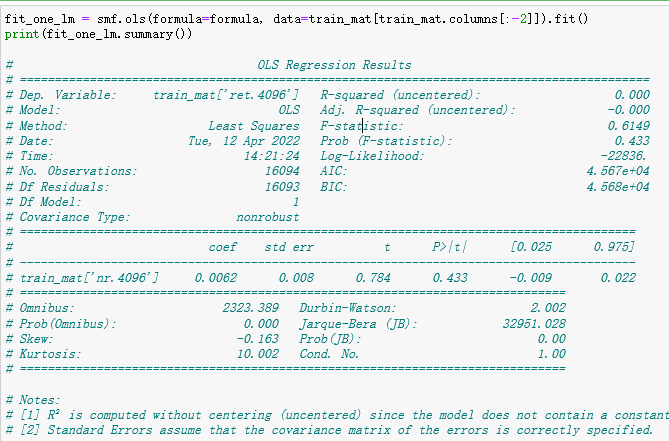 fit_one_lm = smf.ols(formula=formula, data=train_mat[train_mat.columns[:-2]]).fit()
print(fit_one_lm.summary())
# OLS Regression Results
# ==============================================================================
# Dep. Variable: train_mat['ret.4096'] R-squared (uncentered): 0.000
# Model: OLS Adj. R-squared (uncentered): -0.000
# Method: Least Squares F-statistic: 0.6149
# Date: Tue, 12 Apr 2022 Prob (F-statistic): 0.433
# Time: 14:21:24 Log-Likelihood: -22836.
# No. Observations: 16094 AIC: 4.567e+04
# Df Residuals: 16093 BIC: 4.568e+04
# Df Model: 1
# Covariance Type: nonrobust
# ==============================================================================
# coef std err t P>|t| [0.025 0.975]
# ------------------------------------------------------------------------------
# train_mat['nr.4096'] 0.0062 0.008 0.784 0.433 -0.009 0.022
# ==============================================================================
# Omnibus: 2323.389 Durbin-Watson: 2.002
# Prob(Omnibus): 0.000 Jarque-Bera (JB): 32951.028
# Skew: -0.163 Prob(JB): 0.00
# Kurtosis: 10.002 Cond. No. 1.00
# ==============================================================================
# Notes:
# [1] R² is computed without centering (uncentered) since the model does not contain a constant
# [2] Standard Errors assume that the covariance matrix of the errors is correctly specified.